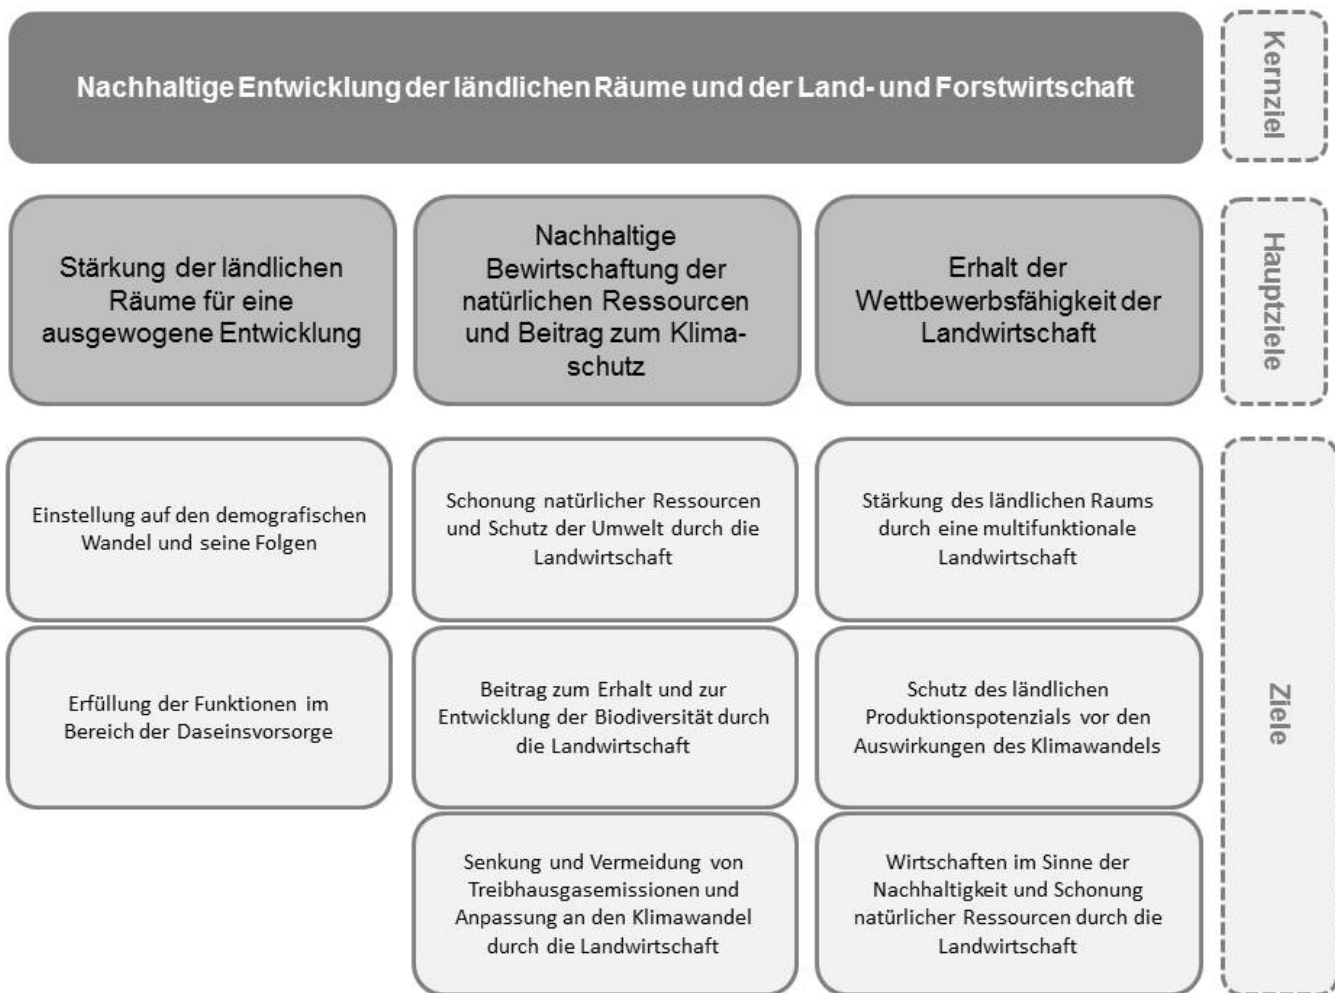 Nachhaltige Entwicklung der ländlichen Räume und der Land- und Forstwirtschaft
Kernziel
Stärkung der ländlichen
Räume für eine
ausgewogene Entwicklung
Nachhaltige
Bewirtschaftung der
natürlichen Ressourcen
und Beitrag zum Klima-
schutz
Erhalt der
Wettbewerbsfähigkeit der
Landwirtschaft
Hauptziele
Einstellung auf den demografischen
Wandel und seine Folgen
Schonung natürlicher Ressourcen
und Schutz der Umwelt durch die
Landwirtschaft
Stärkung des ländlichen Raums
durch eine multifunktionale
Landwirtschaft
Erfüllung der Funktionen im
Bereich der Daseinsvorsorge
Beitrag zum Erhalt und zur
Entwicklung der Biodiversität durch
die Landwirtschaft
Schutz des ländlichen
Produktionspotenzials vor den
Auswirkungen des Klimawandels
Ziele
Senkung und Vermeidung von
Treibhausgasemissionen und
Anpassung an den Klimawandel
durch die Landwirtschaft
Wirtschaften im Sinne der
Nachhaltigkeit und Schonung
natürlicher Ressourcen durch die
Landwirtschaft